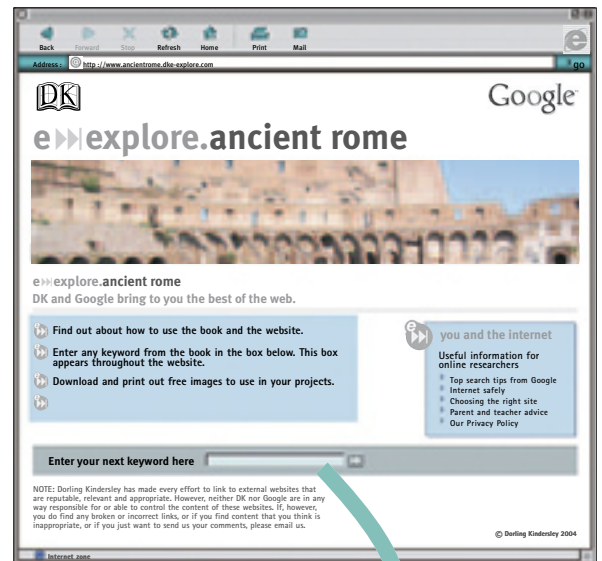 Back Forward Stop Refresh Home Print Mail
e
Address : @ http ://www.ancientrome.dke-explore.com go
DK Google
e explore.ancient rome
e explore.ancient rome
DK and Google bring to you the best of the web.
Find out about how to use the book and the website.
Enter any keyword from the book in the box below. This box
appears throughout the website.
Download and print out free images to use in your projects.
e
you and the internet
Useful information for
online researchers
Top search tips from Google
Internet safely
Choosing the right site
Parent and teacher advice
Our Privacy Policy
Enter your next keyword here
NOTE: Dorling Kindersley has made every effort to link to external websites that
are reputable, relevant and appropriate. However, neither DK nor Google are in any
way responsible for or able to control the content of these websites. If, however,
you do find any broken or incorrect links, or if you find content that you think is
inappropriate, or if you just want to send us your comments, please email us.
© Dorling Kindersley 2004
Internet zone